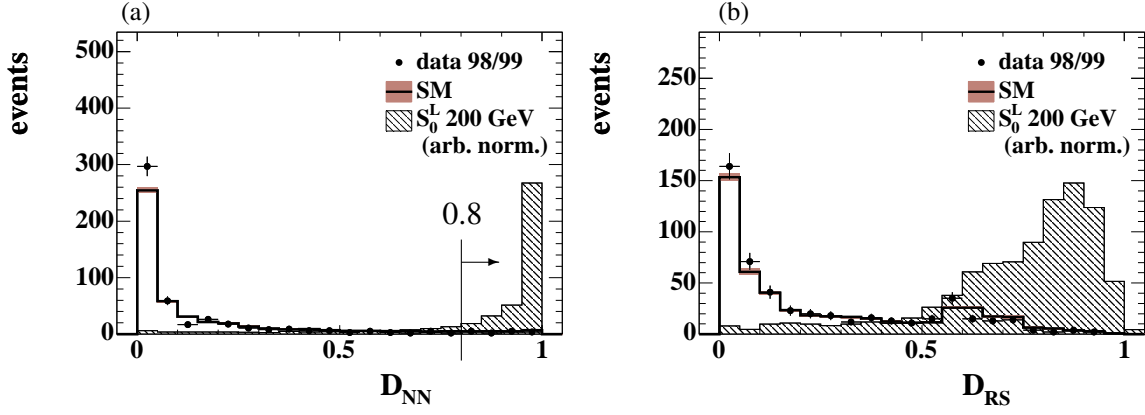 (a)
events
500
400
300
200
100
0
data 98/99
SM
S₀ᴸ 200 GeV
(arb. norm.)
0.8
0 0.5 1
D_NN
(b)
events
250
200
150
100
50
0
data 98/99
SM
S₀ᴸ 200 GeV
(arb. norm.)
0 0.5 1
D_RS